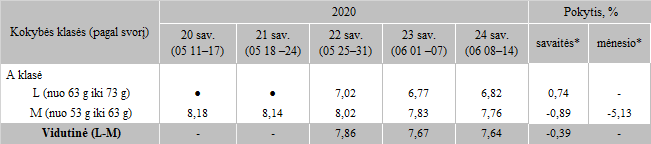 Kokybės klasės (pagal svorį) 2020 Pokytis, %
20 sav. (05 11–17) 21 sav. (05 18 –24) 22 sav. (05 25–31) 23 sav. (06 01 –07) 24 sav. (06 08–14) savaitės* mėnesio*
A klasė
L (nuo 63 g iki 73 g) ● ● 7,02 6,77 6,82 0,74 -
M (nuo 53 g iki 63 g) 8,18 8,14 8,02 7,83 7,76 -0,89 -5,13
Vidutinė (L-M) - - 7,86 7,67 7,64 -0,39 -